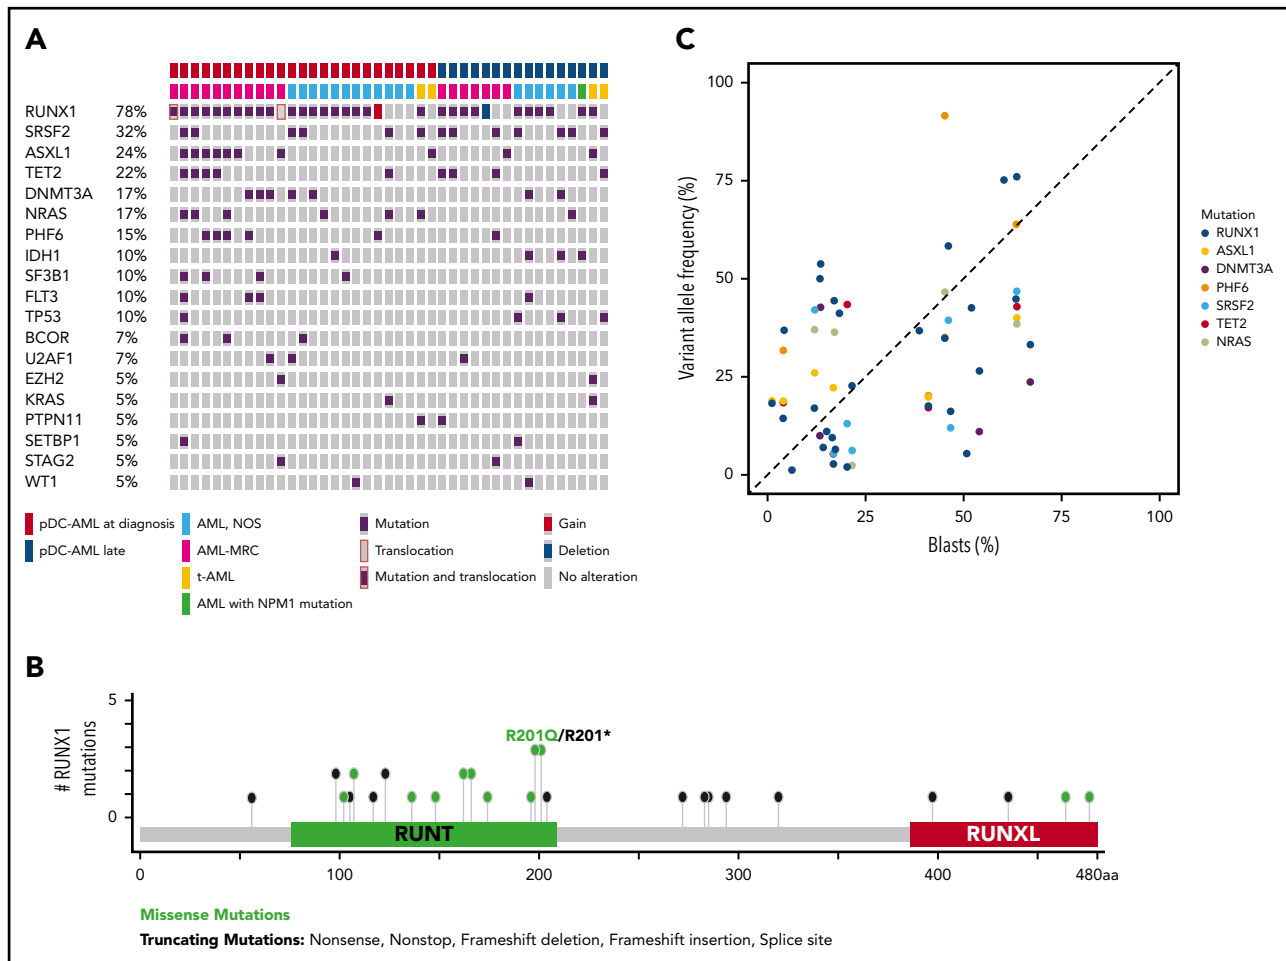 A
RUNX1 78%
SRSF2 32%
ASXL1 24%
TET2 22%
DNMT3A 17%
NRAS 17%
PHF6 15%
IDH1 10%
SF3B1 10%
FLT3 10%
TP53 10%
BCOR 7%
U2AF1 7%
EZH2 5%
KRAS 5%
PTPN11 5%
SETBP1 5%
STAG2 5%
WT1 5%
pDC-AML at diagnosis AML, NOS Mutation Gain
pDC-AML late AML-MRC Translocation Deletion
t-AML Mutation and translocation No alteration
AML with NPM1 mutation
C
Variant allele frequency (%)
100
75
50
25
0
0 25 50 75 100
Blasts (%)
Mutation
RUNX1
ASXL1
DNMT3A
PHF6
SRSF2
TET2
NRAS
B
# RUNX1
mutations
5
0
R201Q/R201*
RUNT RUNXL
0 100 200 300 400 480aa
Missense Mutations
Truncating Mutations: Nonsense, Nonstop, Frameshift deletion, Frameshift insertion, Splice site